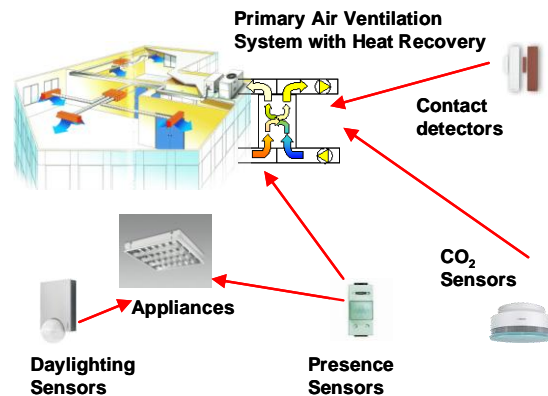 Primary Air Ventilation
System with Heat Recovery
Contact
detectors
CO₂
Sensors
Appliances
Daylighting
Sensors
Presence
Sensors